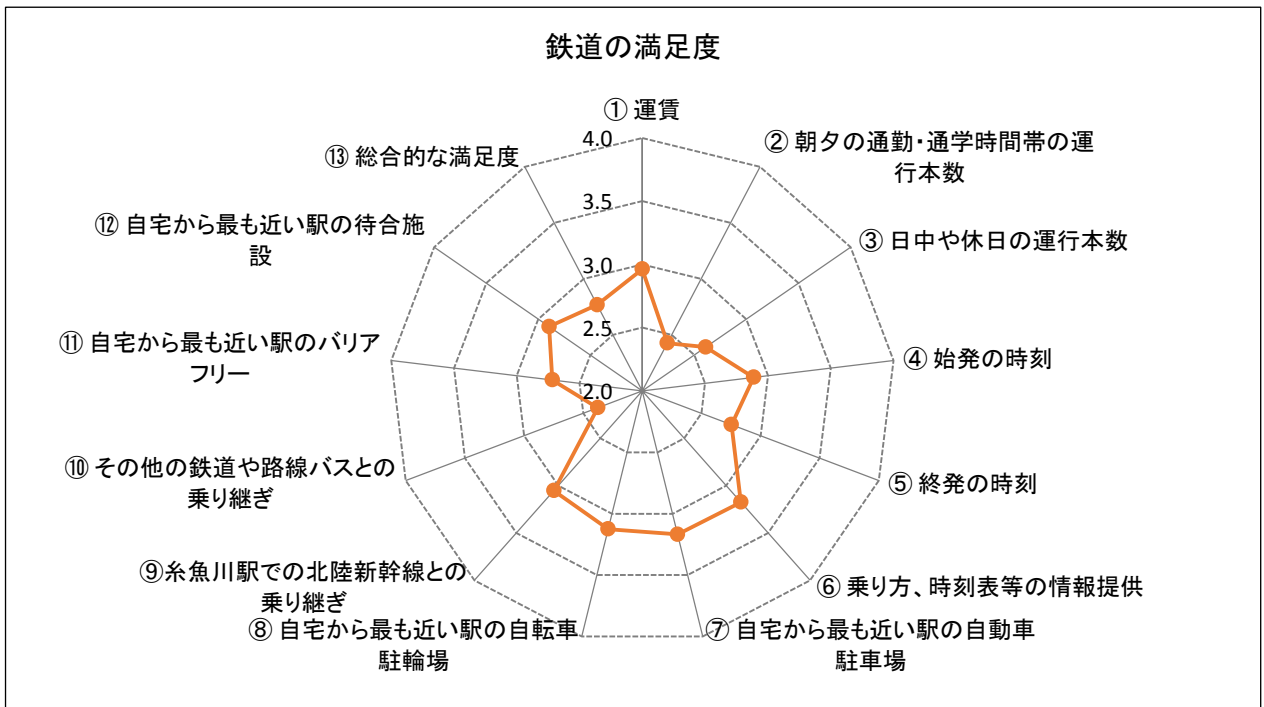 鉄道の満足度
① 運賃
② 朝夕の通勤・通学時間帯の運
行本数
③ 日中や休日の運行本数
④ 始発の時刻
⑤ 終発の時刻
⑥ 乗り方、時刻表等の情報提供
⑦ 自宅から最も近い駅の自動車
駐車場
⑧ 自宅から最も近い駅の自転車
駐輪場
⑨糸魚川駅での北陸新幹線との
乗り継ぎ
⑩ その他の鉄道や路線バスとの
乗り継ぎ
⑪ 自宅から最も近い駅のバリア
フリー
⑫ 自宅から最も近い駅の待合施
設
⑬ 総合的な満足度
4.0
3.5
3.0
2.5
2.0